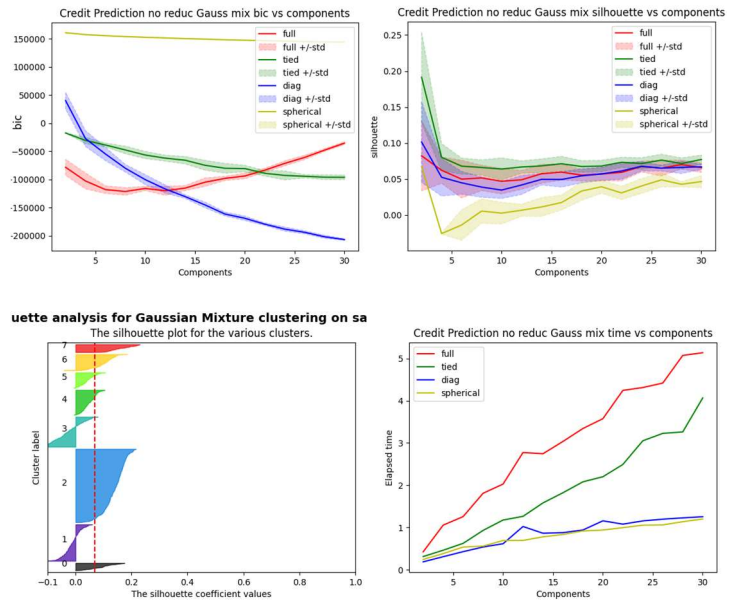 Credit Prediction no reduc Gauss mix bic vs components
full
full +/-std
tied
tied +/-std
diag
diag +/-std
spherical
spherical +/-std
150000
100000
50000
0
−50000
−100000
−150000
−200000
bic
5 10 15 20 25 30
Components
Credit Prediction no reduc Gauss mix silhouette vs components
full
full +/-std
tied
tied +/-std
diag
diag +/-std
spherical
spherical +/-std
0.25
0.20
0.15
0.10
0.05
0.00
silhouette
5 10 15 20 25 30
Components
uette analysis for Gaussian Mixture clustering on sa
The silhouette plot for the various clusters.
7
6
5
4
3
2
1
0
Cluster label
−0.1 0.0 0.2 0.4 0.6 0.8 1.0
The silhouette coefficient values
Credit Prediction no reduc Gauss mix time vs components
full
tied
diag
spherical
5
4
3
2
1
0
Elapsed time
5 10 15 20 25 30
Components